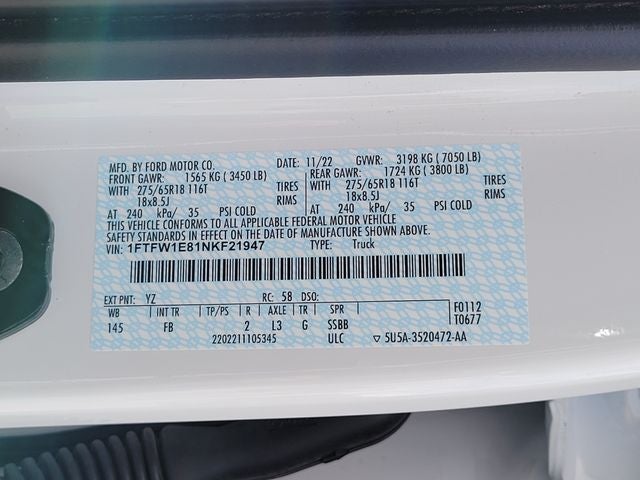 MFD. BY FORD MOTOR CO. DATE: 11/22 GVWR: 3198 KG ( 7050 LB)
FRONT GAWR: 1565 KG ( 3450 LB) REAR GAWR: 1724 KG ( 3800 LB)
WITH 275/65R18 116T TIRES WITH 275/65R18 116T TIRES
18x8.5J RIMS 18x8.5J RIMS
AT 240 kPa/ 35 PSI COLD AT 240 kPa/ 35 PSI COLD
THIS VEHICLE CONFORMS TO ALL APPLICABLE FEDERAL MOTOR VEHICLE
SAFETY STANDARDS IN EFFECT ON THE DATE OF MANUFACTURE SHOWN ABOVE.
VIN: 1FTFW1E81NKF21947 TYPE: Truck
EXT PNT: YZ RC: 58 DSO: F0112
WB INT TR TP/PS R AXLE TR SPR T0677
145 FB 2 L3 G SSBB
2202211105345 ULC ▽ 5U5A-3520472-AA